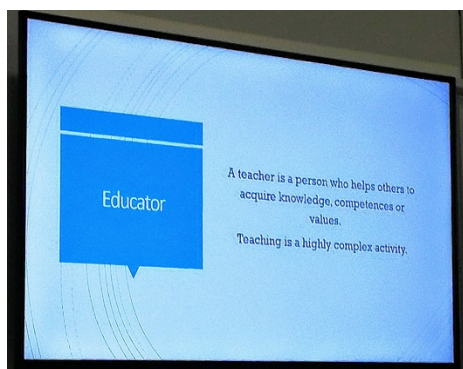 Educator
A teacher is a person who helps others to
acquire knowledge, competences or
values.
Teaching is a highly complex activity.